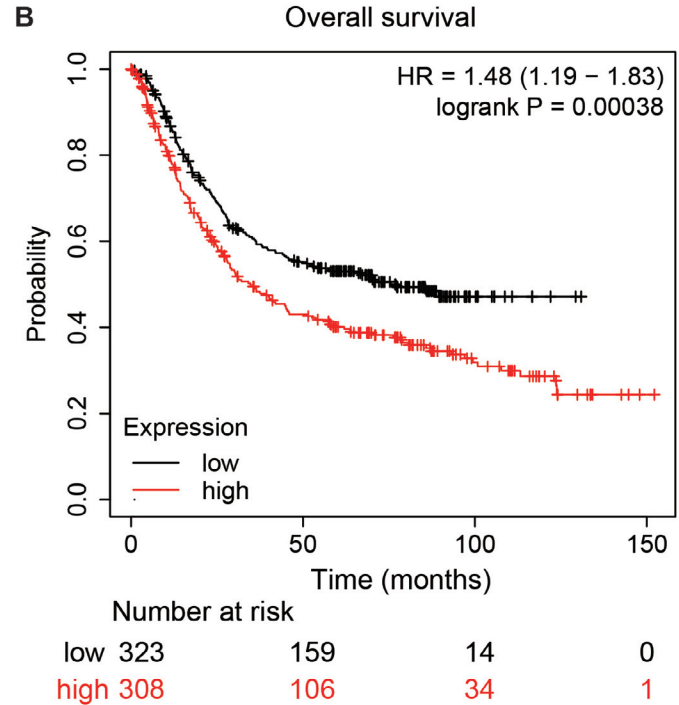 B
Overall survival
HR = 1.48 (1.19 − 1.83)
logrank P = 0.00038
Probability
1.0
0.8
0.6
0.4
0.2
0.0
Expression
low
high
0 50 100 150
Time (months)
Number at risk
low 323 159 14 0
high 308 106 34 1